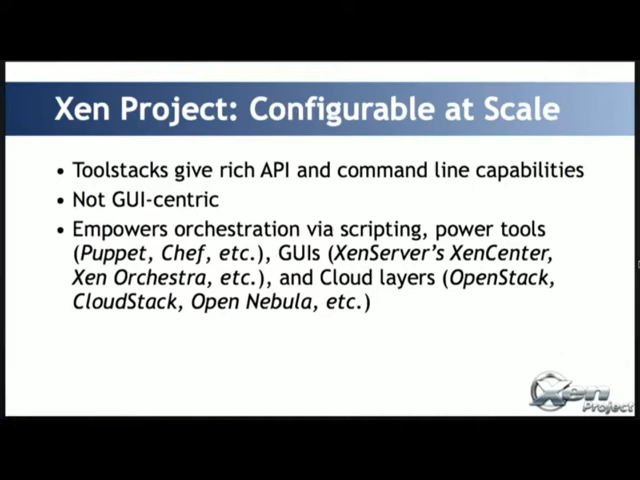 Xen Project: Configurable at Scale
• Toolstacks give rich API and command line capabilities
• Not GUI-centric
• Empowers orchestration via scripting, power tools
(Puppet, Chef, etc.), GUIs (XenServer's XenCenter,
Xen Orchestra, etc.), and Cloud layers (OpenStack,
CloudStack, Open Nebula, etc.)
Xen
Project